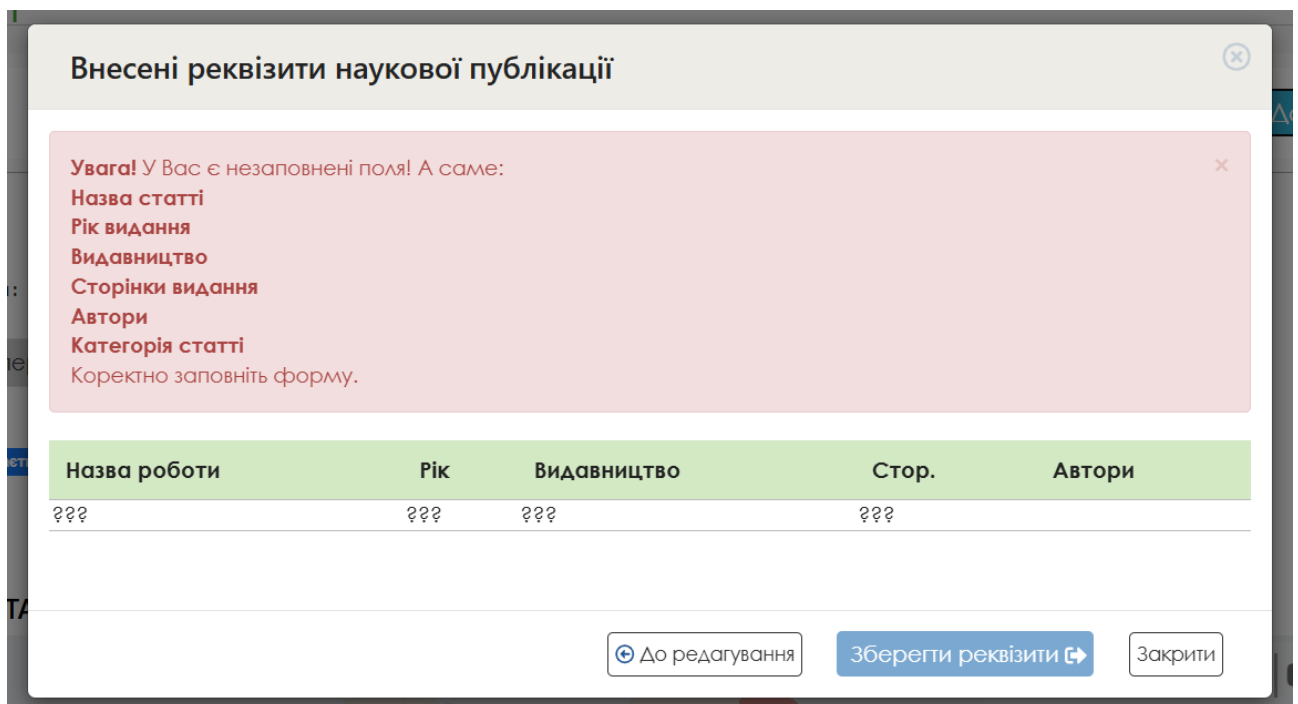 Внесені реквізити наукової публікації
Увага! У Вас є незаповнені поля! А саме:
Назва статті
Рік видання
Видавництво
Сторінки видання
Автори
Категорія статті
Коректно заповніть форму.
Назва роботи Рік Видавництво Стор. Автори
??? ??? ??? ???
До редагування Зберегти реквізити Закрити